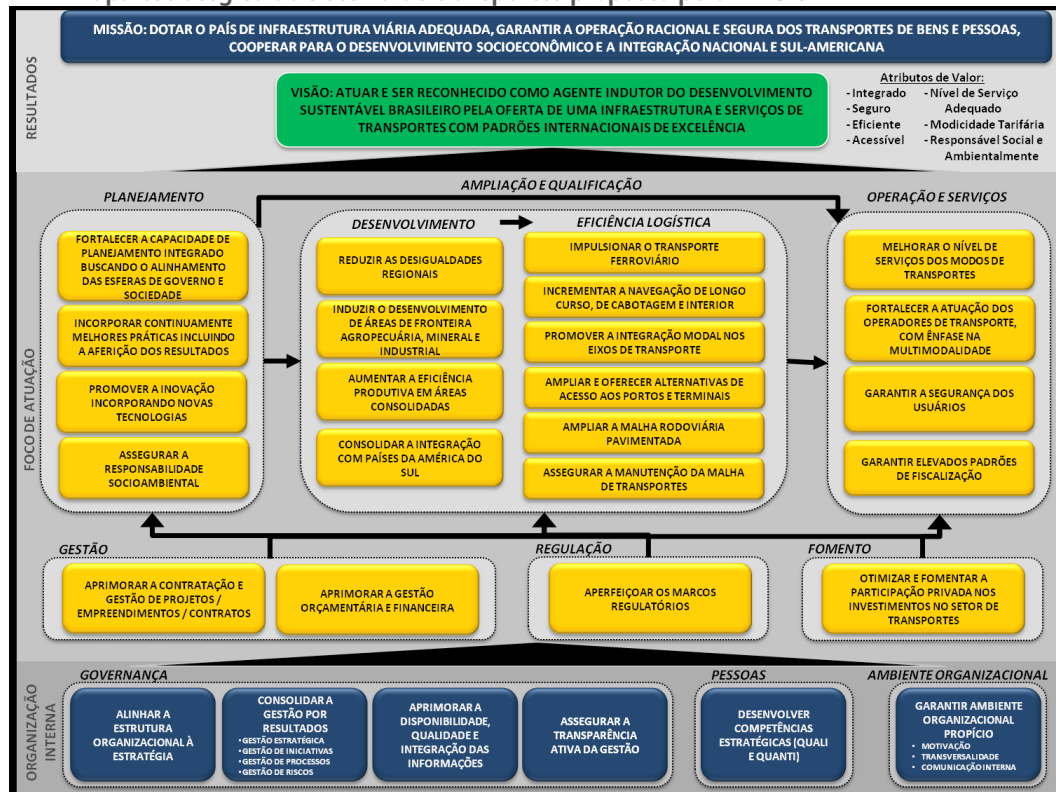 MISSÃO: DOTAR O PAÍS DE INFRAESTRUTURA VIÁRIA ADEQUADA, GARANTIR A OPERAÇÃO RACIONAL E SEGURA DOS TRANSPORTES DE BENS E PESSOAS,
COOPERAR PARA O DESENVOLVIMENTO SOCIOECONÔMICO E A INTEGRAÇÃO NACIONAL E SUL-AMERICANA
RESULTADOS
VISÃO: ATUAR E SER RECONHECIDO COMO AGENTE INDUTOR DO DESENVOLVIMENTO
SUSTENTÁVEL BRASILEIRO PELA OFERTA DE UMA INFRAESTRUTURA E SERVIÇOS DE
TRANSPORTES COM PADRÕES INTERNACIONAIS DE EXCELÊNCIA
Atributos de Valor:
- Integrado
- Seguro
- Eficiente
- Acessível
- Nível de Serviço
Adequado
- Modicidade Tarifária
- Responsável Social e
Ambientalmente
FOCO DE ATUAÇÃO
AMPLIAÇÃO E QUALIFICAÇÃO
PLANEJAMENTO
FORTALECER A CAPACIDADE DE
PLANEJAMENTO INTEGRADO
BUSCANDO O ALINHAMENTO
DAS ESFERAS DE GOVERNO E
SOCIEDADE
INCORPORAR CONTINUAMENTE
MELHORES PRÁTICAS INCLUINDO
A AFERIÇÃO DOS RESULTADOS
PROMOVER A INOVAÇÃO
INCORPORANDO NOVAS
TECNOLOGIAS
ASSEGURAR A
RESPONSABILIDADE
SOCIOAMBIENTAL
DESENVOLVIMENTO
REDUZIR AS DESIGUALDADES
REGIONAIS
INDUZIR O DESENVOLVIMENTO
DE ÁREAS DE FRONTEIRA
AGROPECUÁRIA, MINERAL E
INDUSTRIAL
AUMENTAR A EFICIÊNCIA
PRODUTIVA EM ÁREAS
CONSOLIDADAS
CONSOLIDAR A INTEGRAÇÃO
COM PAÍSES DA AMÉRICA DO
SUL
EFICIÊNCIA LOGÍSTICA
IMPULSIONAR O TRANSPORTE
FERROVIÁRIO
INCREMENTAR A NAVEGAÇÃO DE LONGO
CURSO, DE CABOTAGEM E INTERIOR
PROMOVER A INTEGRAÇÃO MODAL NOS
EIXOS DE TRANSPORTE
AMPLIAR E OFERECER ALTERNATIVAS DE
ACESSO AOS PORTOS E TERMINAIS
AMPLIAR A MALHA RODOVIÁRIA
PAVIMENTADA
ASSEGURAR A MANUTENÇÃO DA MALHA
DE TRANSPORTES
OPERAÇÃO E SERVIÇOS
MELHORAR O NÍVEL DE
SERVIÇOS DOS MODOS DE
TRANSPORTES
FORTALECER A ATUAÇÃO DOS
OPERADORES DE TRANSPORTE,
COM ÊNFASE NA
MULTIMODALIDADE
GARANTIR A SEGURANÇA DOS
USUÁRIOS
GARANTIR ELEVADOS PADRÕES
DE FISCALIZAÇÃO
GESTÃO
APRIMORAR A CONTRATAÇÃO E
GESTÃO DE PROJETOS /
EMPREENDIMENTOS / CONTRATOS
APRIMORAR A GESTÃO
ORÇAMENTÁRIA E FINANCEIRA
REGULAÇÃO
APERFEIÇOAR OS MARCOS
REGULATÓRIOS
FOMENTO
OTIMIZAR E FOMENTAR A
PARTICIPAÇÃO PRIVADA NOS
INVESTIMENTOS NO SETOR DE
TRANSPORTES
ORGANIZAÇÃO
INTERNA
GOVERNANÇA
ALINHAR A
ESTRUTURA
ORGANIZACIONAL À
ESTRATÉGIA
CONSOLIDAR A
GESTÃO POR
RESULTADOS
•GESTÃO ESTRATÉGICA
•GESTÃO DE INICIATIVAS
•GESTÃO DE PROCESSOS
•GESTÃO DE RISCOS
APRIMORAR A
DISPONIBILIDADE,
QUALIDADE E
INTEGRAÇÃO DAS
INFORMAÇÕES
ASSEGURAR A
TRANSPARÊNCIA
ATIVA DA GESTÃO
PESSOAS
DESENVOLVER
COMPETÊNCIAS
ESTRATÉGICAS (QUALI
E QUANTI)
AMBIENTE ORGANIZACIONAL
GARANTIR AMBIENTE
ORGANIZACIONAL
PROPÍCIO
• MOTIVAÇÃO
• TRANSVERSALIDADE
• COMUNICAÇÃO INTERNA